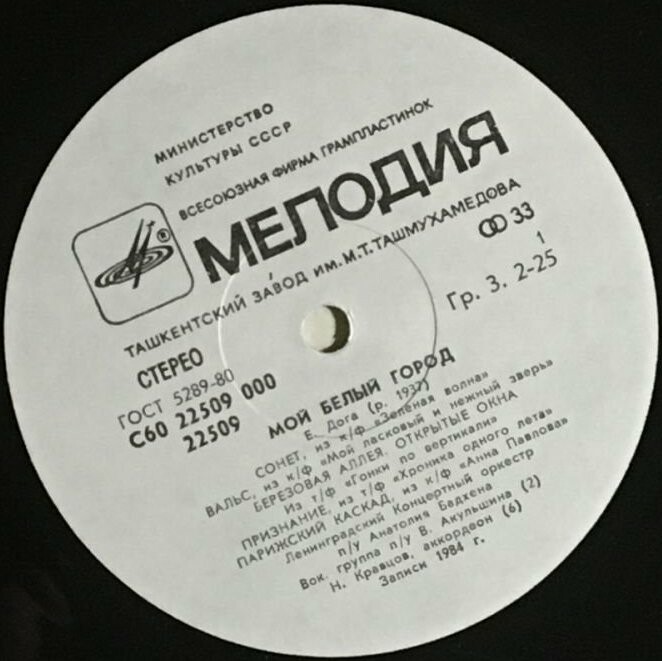 МИНИСТЕРСТВО
КУЛЬТУРЫ СССР
ВСЕСОЮЗНАЯ ФИРМА ГРАМПЛАСТИНОК
МЕЛОДИЯ
®
ТАШКЕНТСКИЙ ЗАВОД ИМ. М. Т. ТАШМУХАМЕДОВА
СТЕРЕО
33
ГОСТ 5289-80
1
С60 22509 000
Гр. 3. 2-25
22509
МОЙ БЕЛЫЙ ГОРОД
Е. Дога (р. 1937)
СОНЕТ, из к/ф «Зеленая волна»
ВАЛЬС, из к/ф «Мой ласковый и нежный зверь»
БЕРЕЗОВАЯ АЛЛЕЯ. ОТКРЫТЫЕ ОКНА
Из т/ф «Гонки по вертикали»
ПРИЗНАНИЕ, из т/ф «Хроника одного лета»
ПАРИЖСКИЙ КАСКАД, из к/ф «Анна Павлова»
Ленинградский Концертный оркестр
п/у Анатолия Бадхена
Вок. группа п/у В. Акульшина (2)
Н. Кравцов, аккордеон (6)
Записи 1984 г.